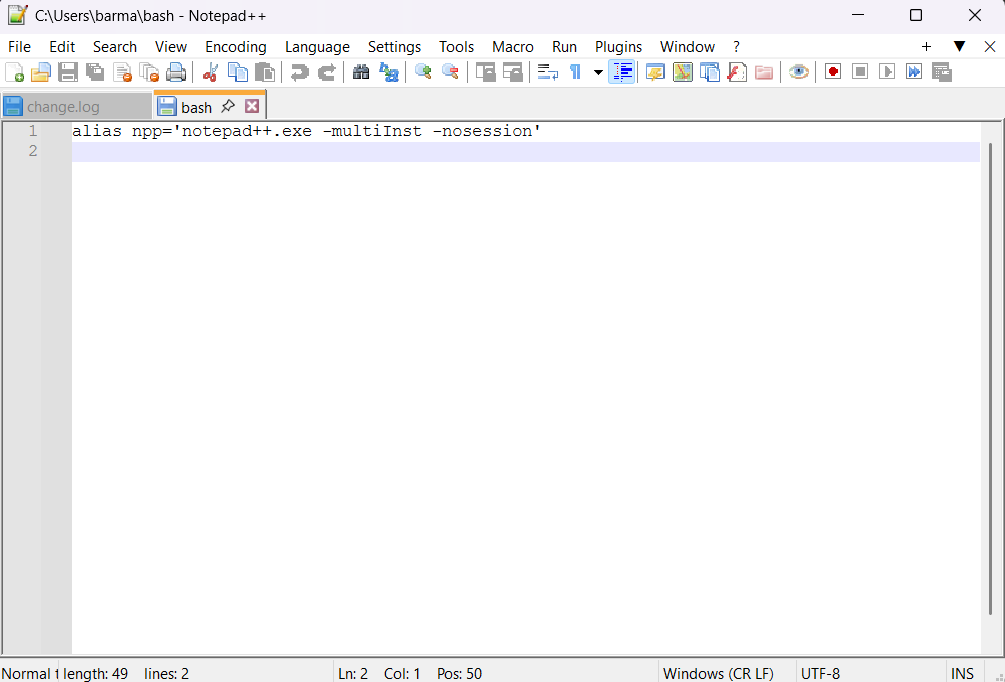 C:\Users\barma\bash - Notepad++
File Edit Search View Encoding Language Settings Tools Macro Run Plugins Window ?
change.log bash
1 alias npp='notepad++.exe -multiInst -nosession'
2
Normal t length: 49 lines: 2 Ln: 2 Col: 1 Pos: 50 Windows (CR LF) UTF-8 INS